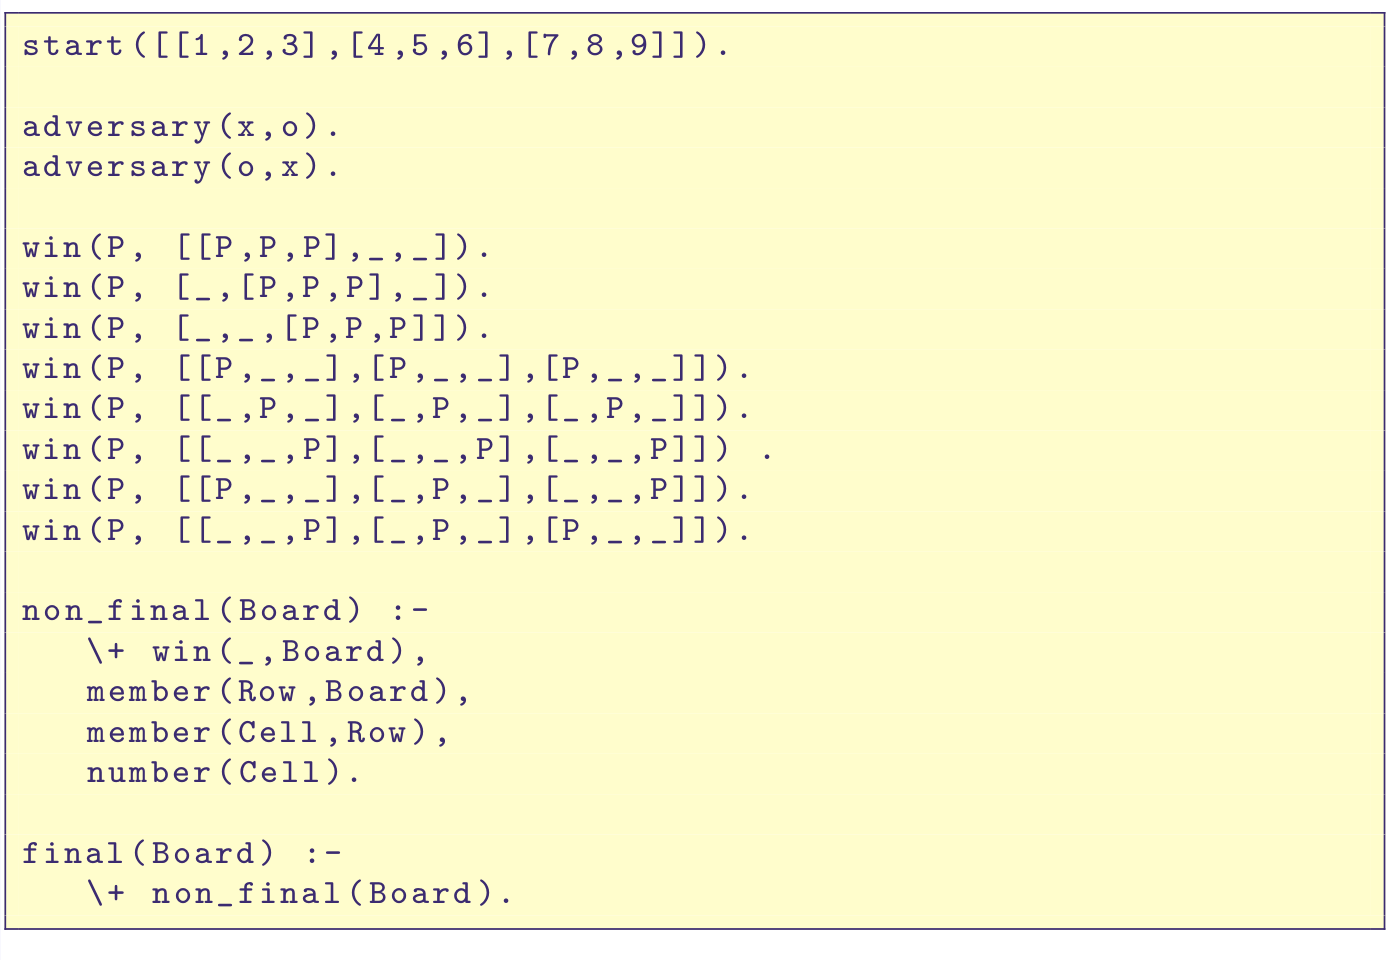 start([[1,2,3],[4,5,6],[7,8,9]]).
adversary(x,o).
adversary(o,x).
win(P, [[P,P,P],_,_]).
win(P, [_,[P,P,P],_]).
win(P, [_,_,[P,P,P]]).
win(P, [[P,_,_],[P,_,_],[P,_,_]]).
win(P, [[_,P,_],[_,P,_],[_,P,_]]).
win(P, [[_,_,P],[_,_,P],[_,_,P]]) .
win(P, [[P,_,_],[_,P,_],[_,_,P]]).
win(P, [[_,_,P],[_,P,_],[P,_,_]]).
non_final(Board) :-
   \+ win(_,Board),
   member(Row,Board),
   member(Cell,Row),
   number(Cell).
final(Board) :-
   \+ non_final(Board).